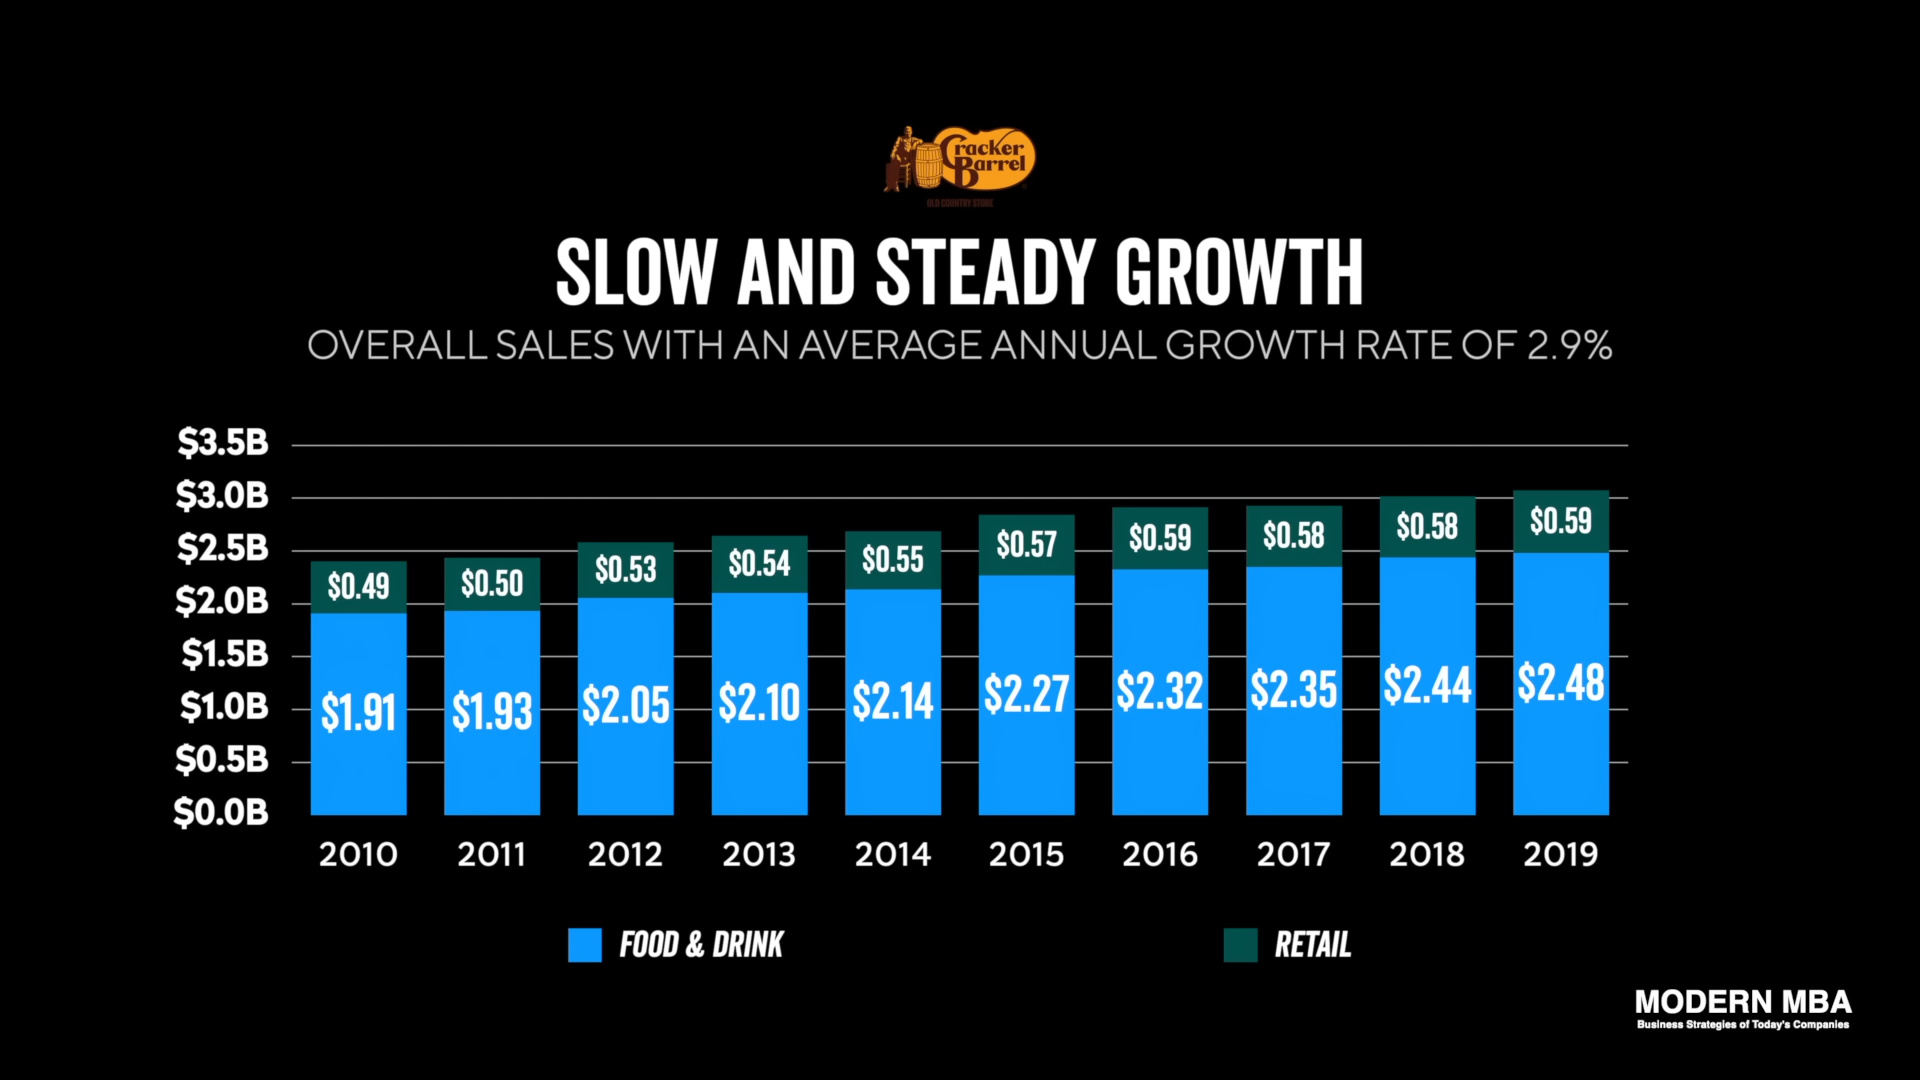 Cracker
Barrel
OLD COUNTRY STORE
SLOW AND STEADY GROWTH
OVERALL SALES WITH AN AVERAGE ANNUAL GROWTH RATE OF 2.9%
$3.5B
$3.0B
$2.5B
$2.0B
$1.5B
$1.0B
$0.5B
$0.0B
$0.49 $0.50 $0.53 $0.54 $0.55 $0.57 $0.59 $0.58 $0.58 $0.59
$1.91 $1.93 $2.05 $2.10 $2.14 $2.27 $2.32 $2.35 $2.44 $2.48
2010 2011 2012 2013 2014 2015 2016 2017 2018 2019
FOOD & DRINK RETAIL
MODERN MBA
Business Strategies of Today's Companies